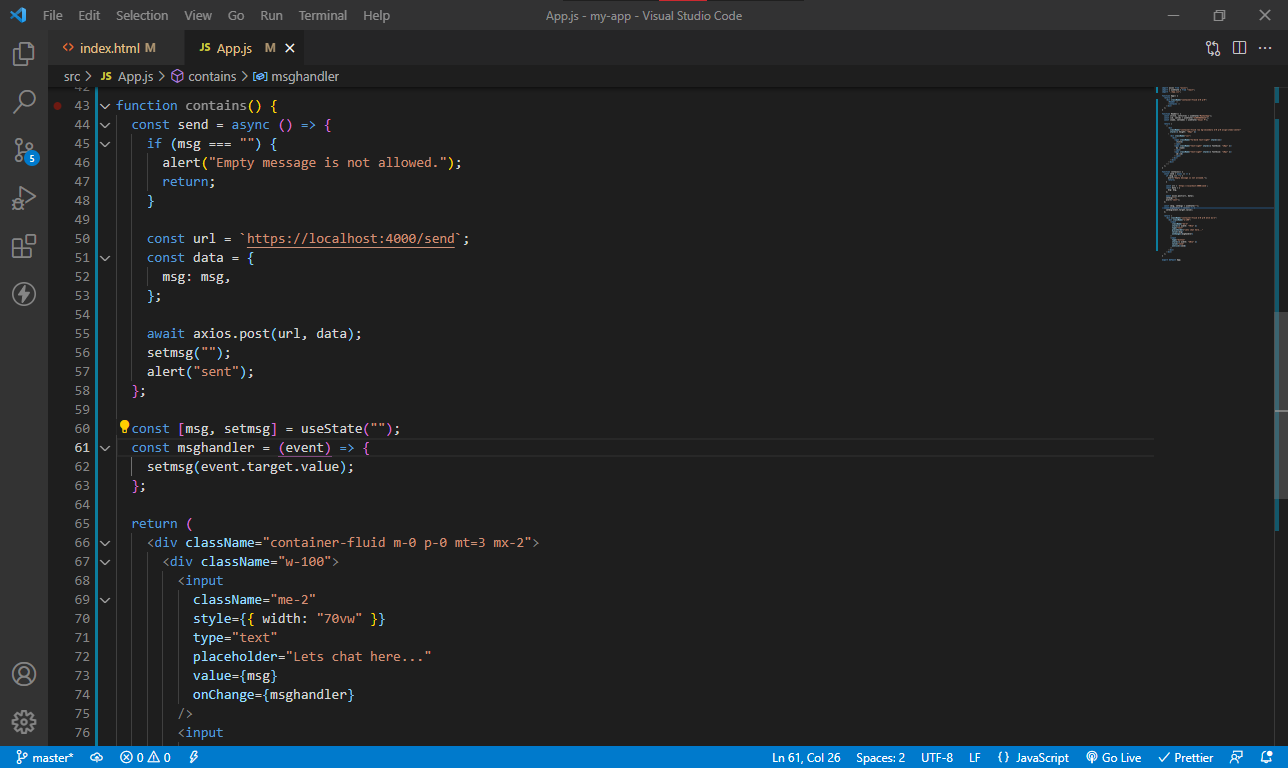 File Edit Selection View Go Run Terminal Help App.js - my-app - Visual Studio Code
index.html M JS App.js M
src > JS App.js > contains > msghandler
42
43 function contains() {
44 const send = async () => {
45 if (msg === "") {
46 alert("Empty message is not allowed.");
47 return;
48 }
49
50 const url = `https://localhost:4000/send`;
51 const data = {
52 msg: msg,
53 };
54
55 await axios.post(url, data);
56 setmsg("");
57 alert("sent");
58 };
59
60 const [msg, setmsg] = useState("");
61 const msghandler = (event) => {
62 setmsg(event.target.value);
63 };
64
65 return (
66 <div className="container-fluid m-0 p-0 mt=3 mx-2">
67 <div className="w-100">
68 <input
69 className="me-2"
70 style={{ width: "70vw" }}
71 type="text"
72 placeholder="Lets chat here..."
73 value={msg}
74 onChange={msghandler}
75 />
76 <input
5
master* 0 0 Ln 61, Col 26 Spaces: 2 UTF-8 LF {} JavaScript Go Live Prettier